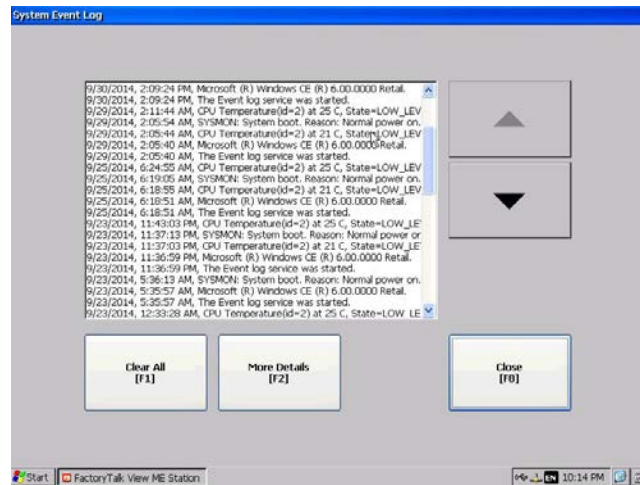 System Event Log
9/30/2014, 2:09:24 PM, Microsoft (R) Windows CE (R) 6.00.0000 Retail.
9/30/2014, 2:09:24 PM, The Event log service was started.
9/29/2014, 2:11:44 AM, CPU Temperature(id=2) at 25 C, State=LOW_LEV
9/29/2014, 2:05:54 AM, SYSMON: System boot. Reason: Normal power on.
9/29/2014, 2:05:44 AM, CPU Temperature(id=2) at 21 C, State=LOW_LEV
9/29/2014, 2:05:40 AM, Microsoft (R) Windows CE (R) 6.00.0000 Retail.
9/29/2014, 2:05:40 AM, The Event log service was started.
9/25/2014, 6:24:55 AM, CPU Temperature(id=2) at 25 C, State=LOW_LEV
9/25/2014, 6:19:05 AM, SYSMON: System boot. Reason: Normal power on.
9/25/2014, 6:18:55 AM, CPU Temperature(id=2) at 21 C, State=LOW_LEV
9/25/2014, 6:18:51 AM, Microsoft (R) Windows CE (R) 6.00.0000 Retail.
9/25/2014, 6:18:51 AM, The Event log service was started.
9/23/2014, 11:43:03 PM, CPU Temperature(id=2) at 25 C, State=LOW_LE
9/23/2014, 11:37:13 PM, SYSMON: System boot. Reason: Normal power or
9/23/2014, 11:37:03 PM, CPU Temperature(id=2) at 21 C, State=LOW_LE
9/23/2014, 11:36:59 PM, Microsoft (R) Windows CE (R) 6.00.0000 Retail.
9/23/2014, 11:36:59 PM, The Event log service was started.
9/23/2014, 5:36:13 AM, SYSMON: System boot. Reason: Normal power on.
9/23/2014, 5:35:57 AM, Microsoft (R) Windows CE (R) 6.00.0000 Retail.
9/23/2014, 5:35:57 AM, The Event log service was started.
9/23/2014, 12:33:28 AM, CPU Temperature(id=2) at 25 C, State=LOW_LE
Clear All
[F1]
More Details
[F2]
Close
[F8]
Start
FactoryTalk View ME Station
EN
10:14 PM